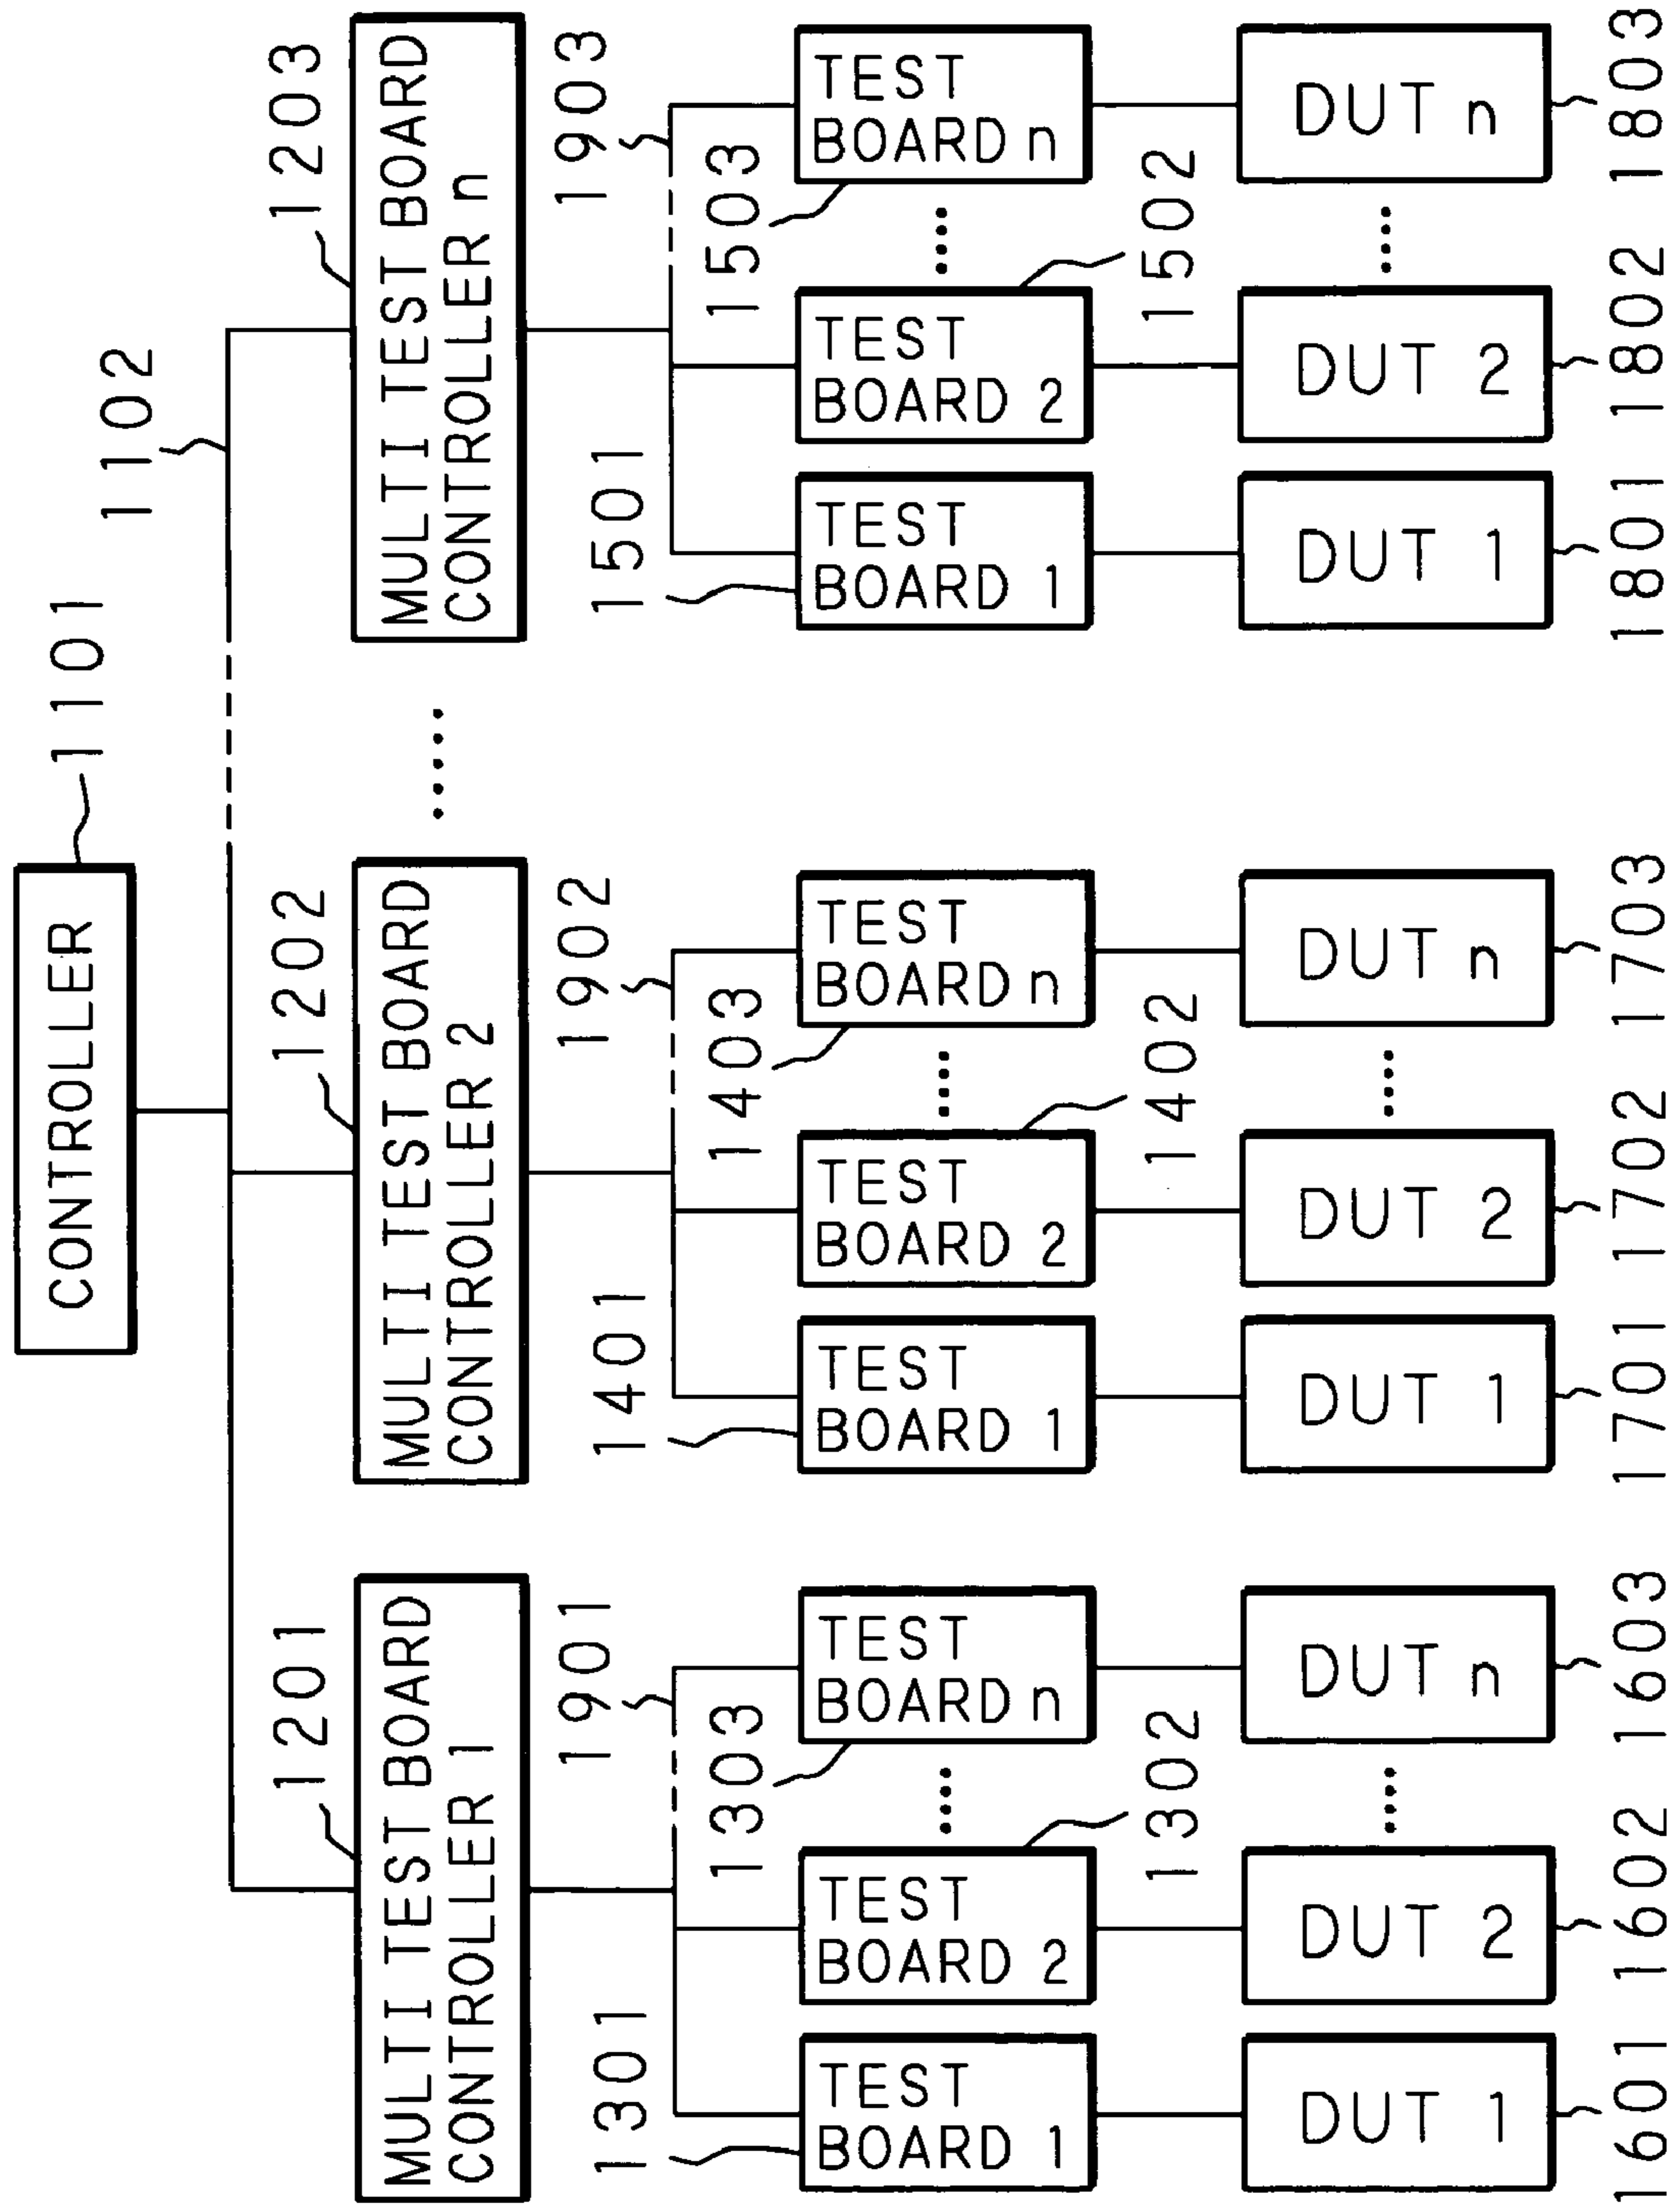 CONTROLLER
1101
1102
1201
1202
1203
MULTI TEST BOARD
CONTROLLER 1
MULTI TEST BOARD
CONTROLLER 2
MULTI TEST BOARD
CONTROLLER n
1901
1902
1903
1301
1303
1401
1403
1501
1503
TEST
BOARD 1
TEST
BOARD 2
TEST
BOARD n
TEST
BOARD 1
TEST
BOARD 2
TEST
BOARD n
TEST
BOARD 1
TEST
BOARD 2
TEST
BOARD n
1302
1402
1502
DUT 1
DUT 2
DUT n
DUT 1
DUT 2
DUT n
DUT 1
DUT 2
DUT n
1601
1602
1603
1701
1702
1703
1801
1802
1803